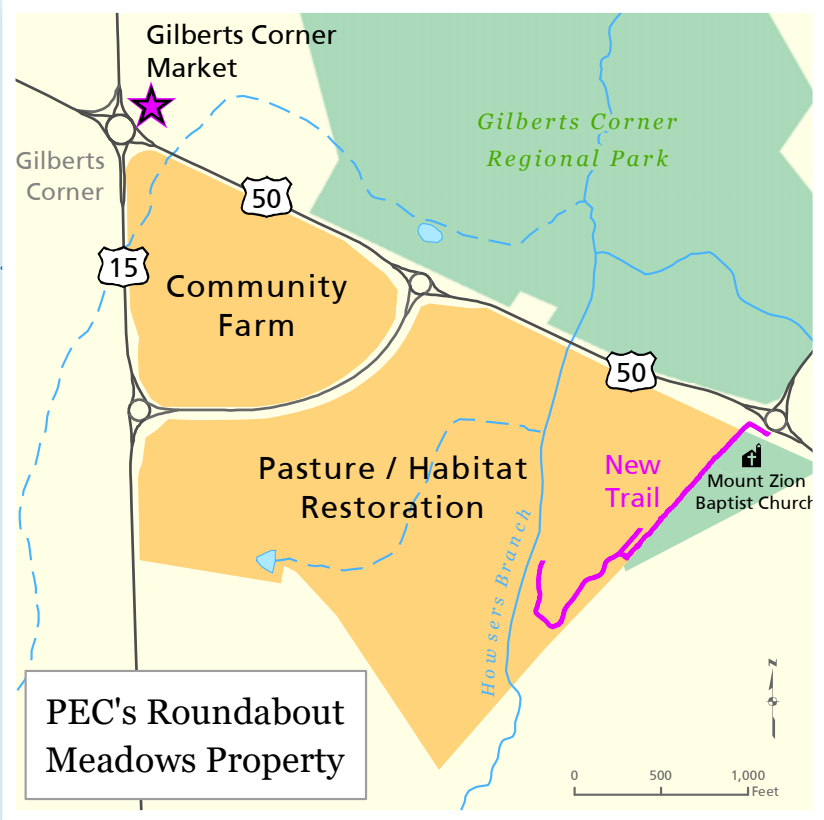 Gilberts Corner
Market
Gilberts Corner
Regional Park
Gilberts
Corner
50
15
Community
Farm
50
Pasture / Habitat
Restoration
New
Trail
Mount Zion
Baptist Church
Howsers Branch
N
PEC's Roundabout
Meadows Property
0 500 1,000
Feet